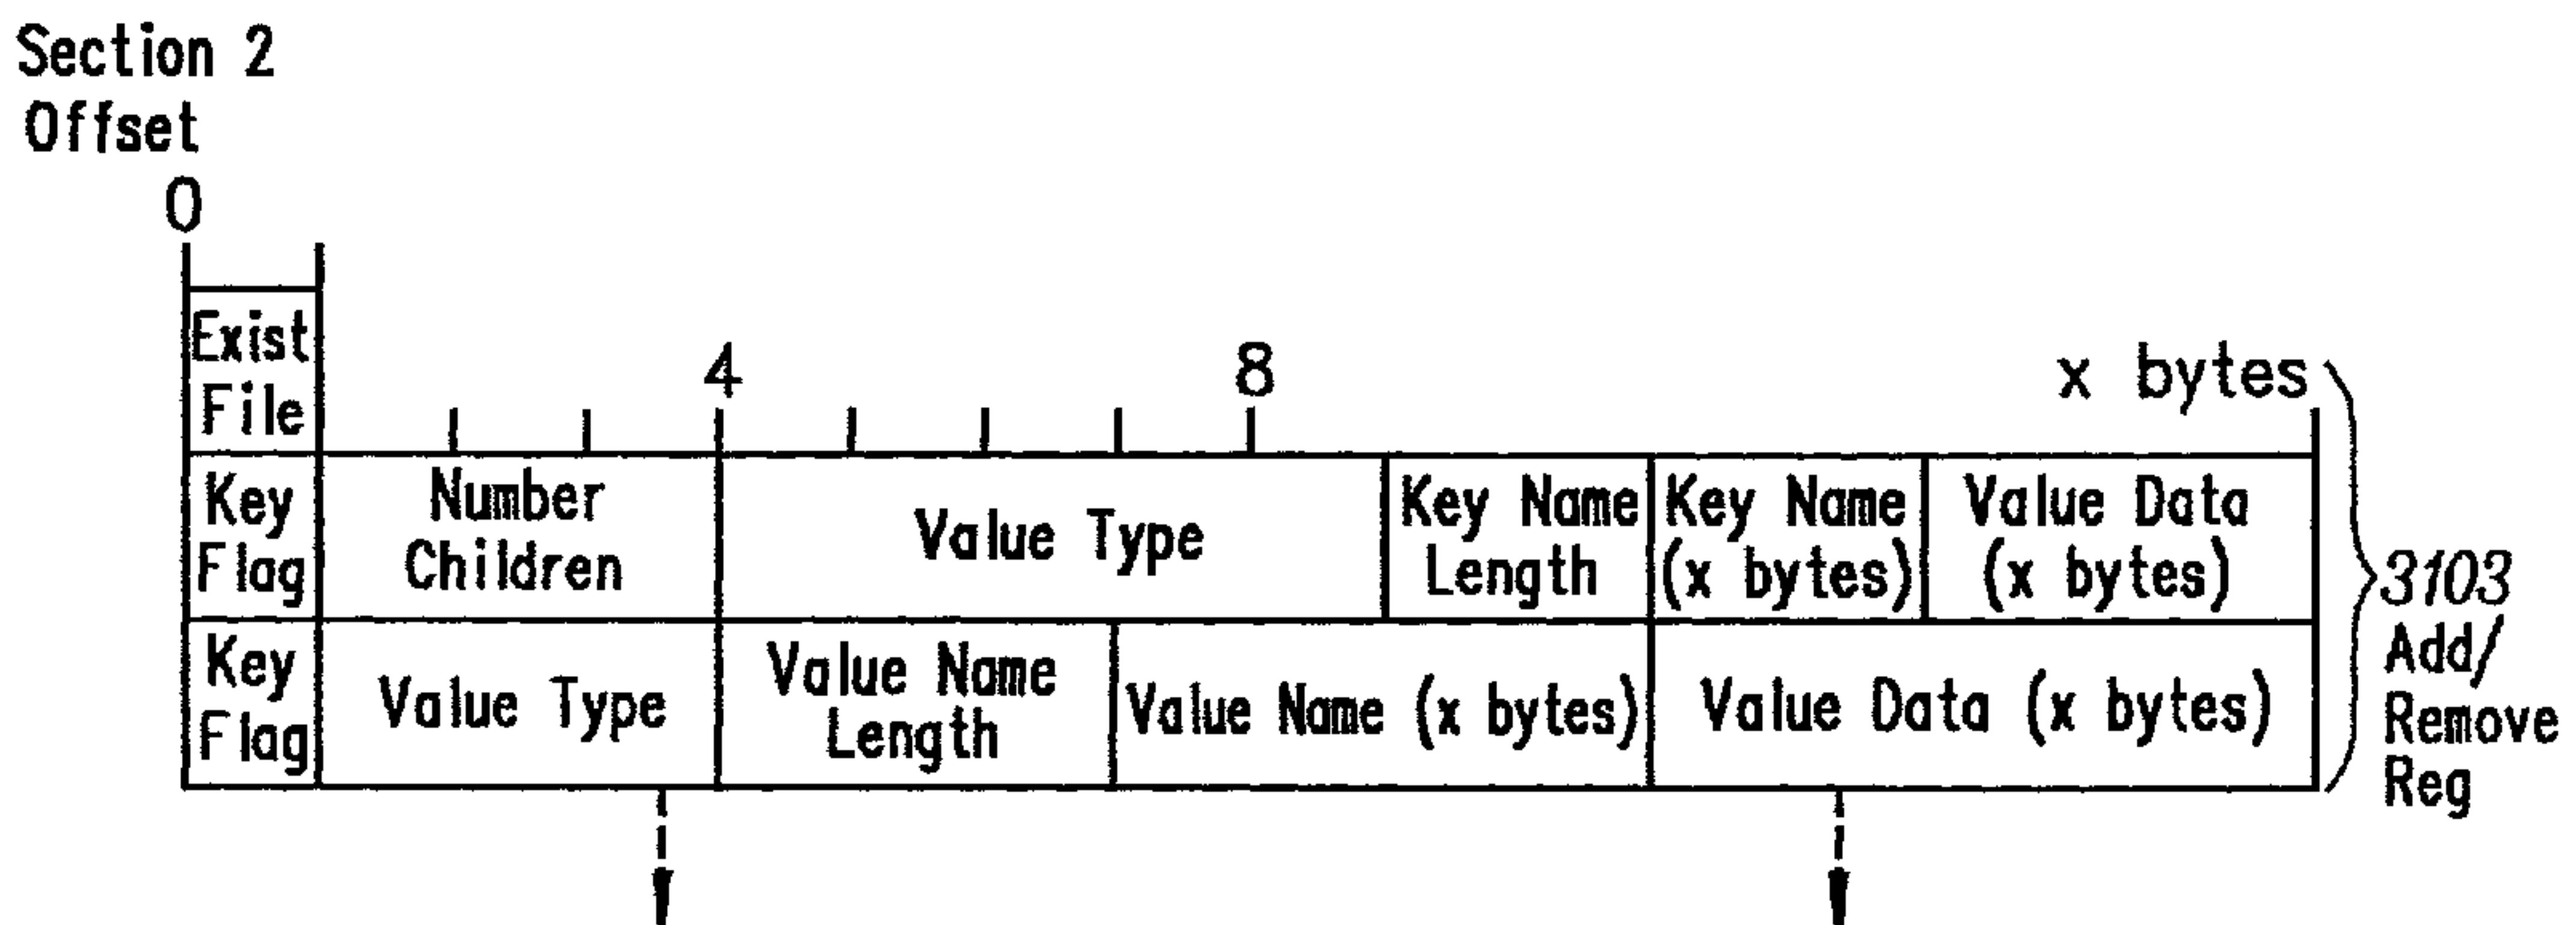 Section 2
Offset
0
Exist
File
4
8
x bytes
Key
Flag
Number
Children
Value Type
Key Name
Length
Key Name
(x bytes)
Value Data
(x bytes)
Key
Flag
Value Type
Value Name
Length
Value Name (x bytes)
Value Data (x bytes)
3103
Add/
Remove
Reg